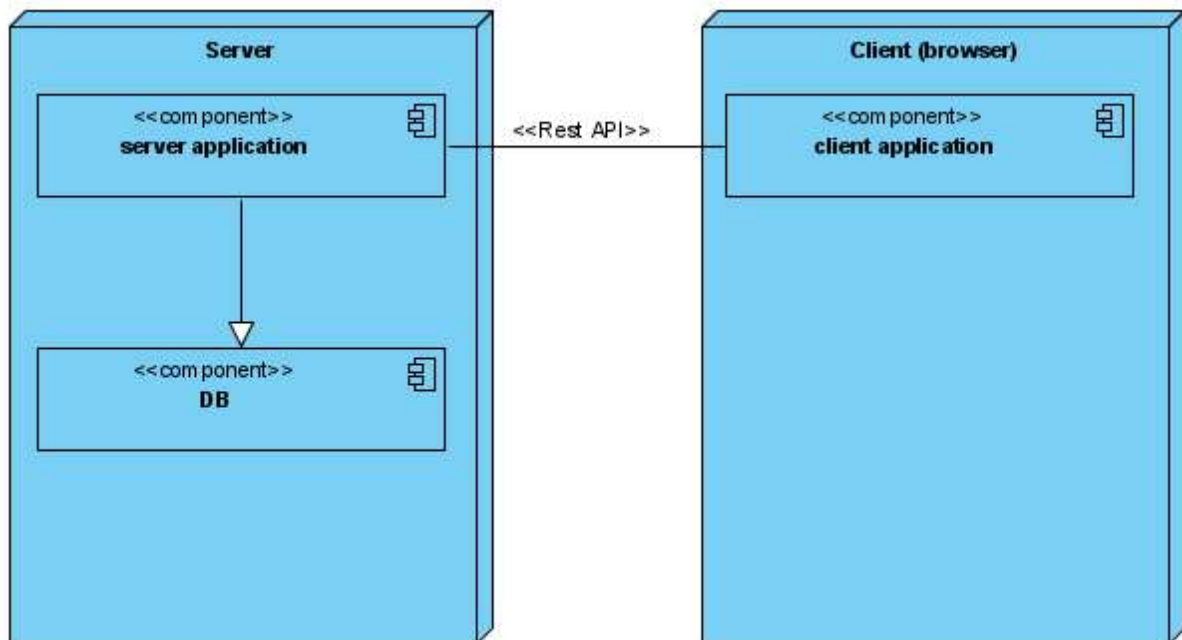 Server
<<component>>
server application
<<component>>
DB
<<Rest API>>
Client (browser)
<<component>>
client application